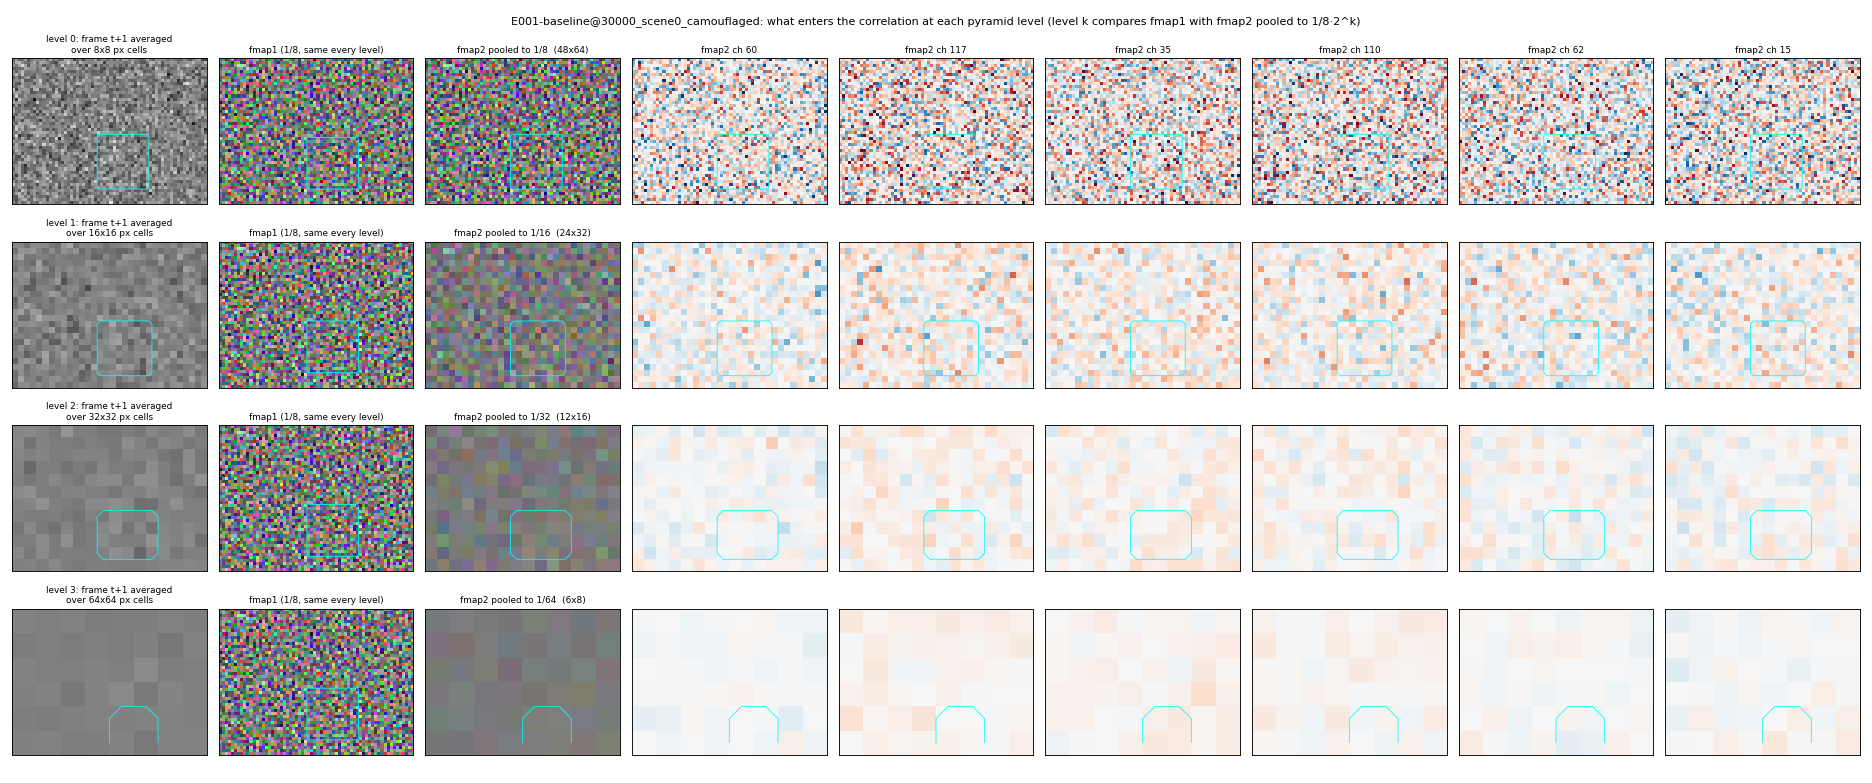 E001-baseline@30000_scene0_camouflaged: what enters the correlation at each pyramid level (level k compares fmap1 with fmap2 pooled to 1/8·2^k)
level 0: frame t+1 averaged
over 8x8 px cells
fmap1 (1/8, same every level)
fmap2 pooled to 1/8  (48x64)
fmap2 ch 60
fmap2 ch 117
fmap2 ch 35
fmap2 ch 110
fmap2 ch 62
fmap2 ch 15
level 1: frame t+1 averaged
over 16x16 px cells
fmap1 (1/8, same every level)
fmap2 pooled to 1/16  (24x32)
level 2: frame t+1 averaged
over 32x32 px cells
fmap1 (1/8, same every level)
fmap2 pooled to 1/32  (12x16)
level 3: frame t+1 averaged
over 64x64 px cells
fmap1 (1/8, same every level)
fmap2 pooled to 1/64  (6x8)